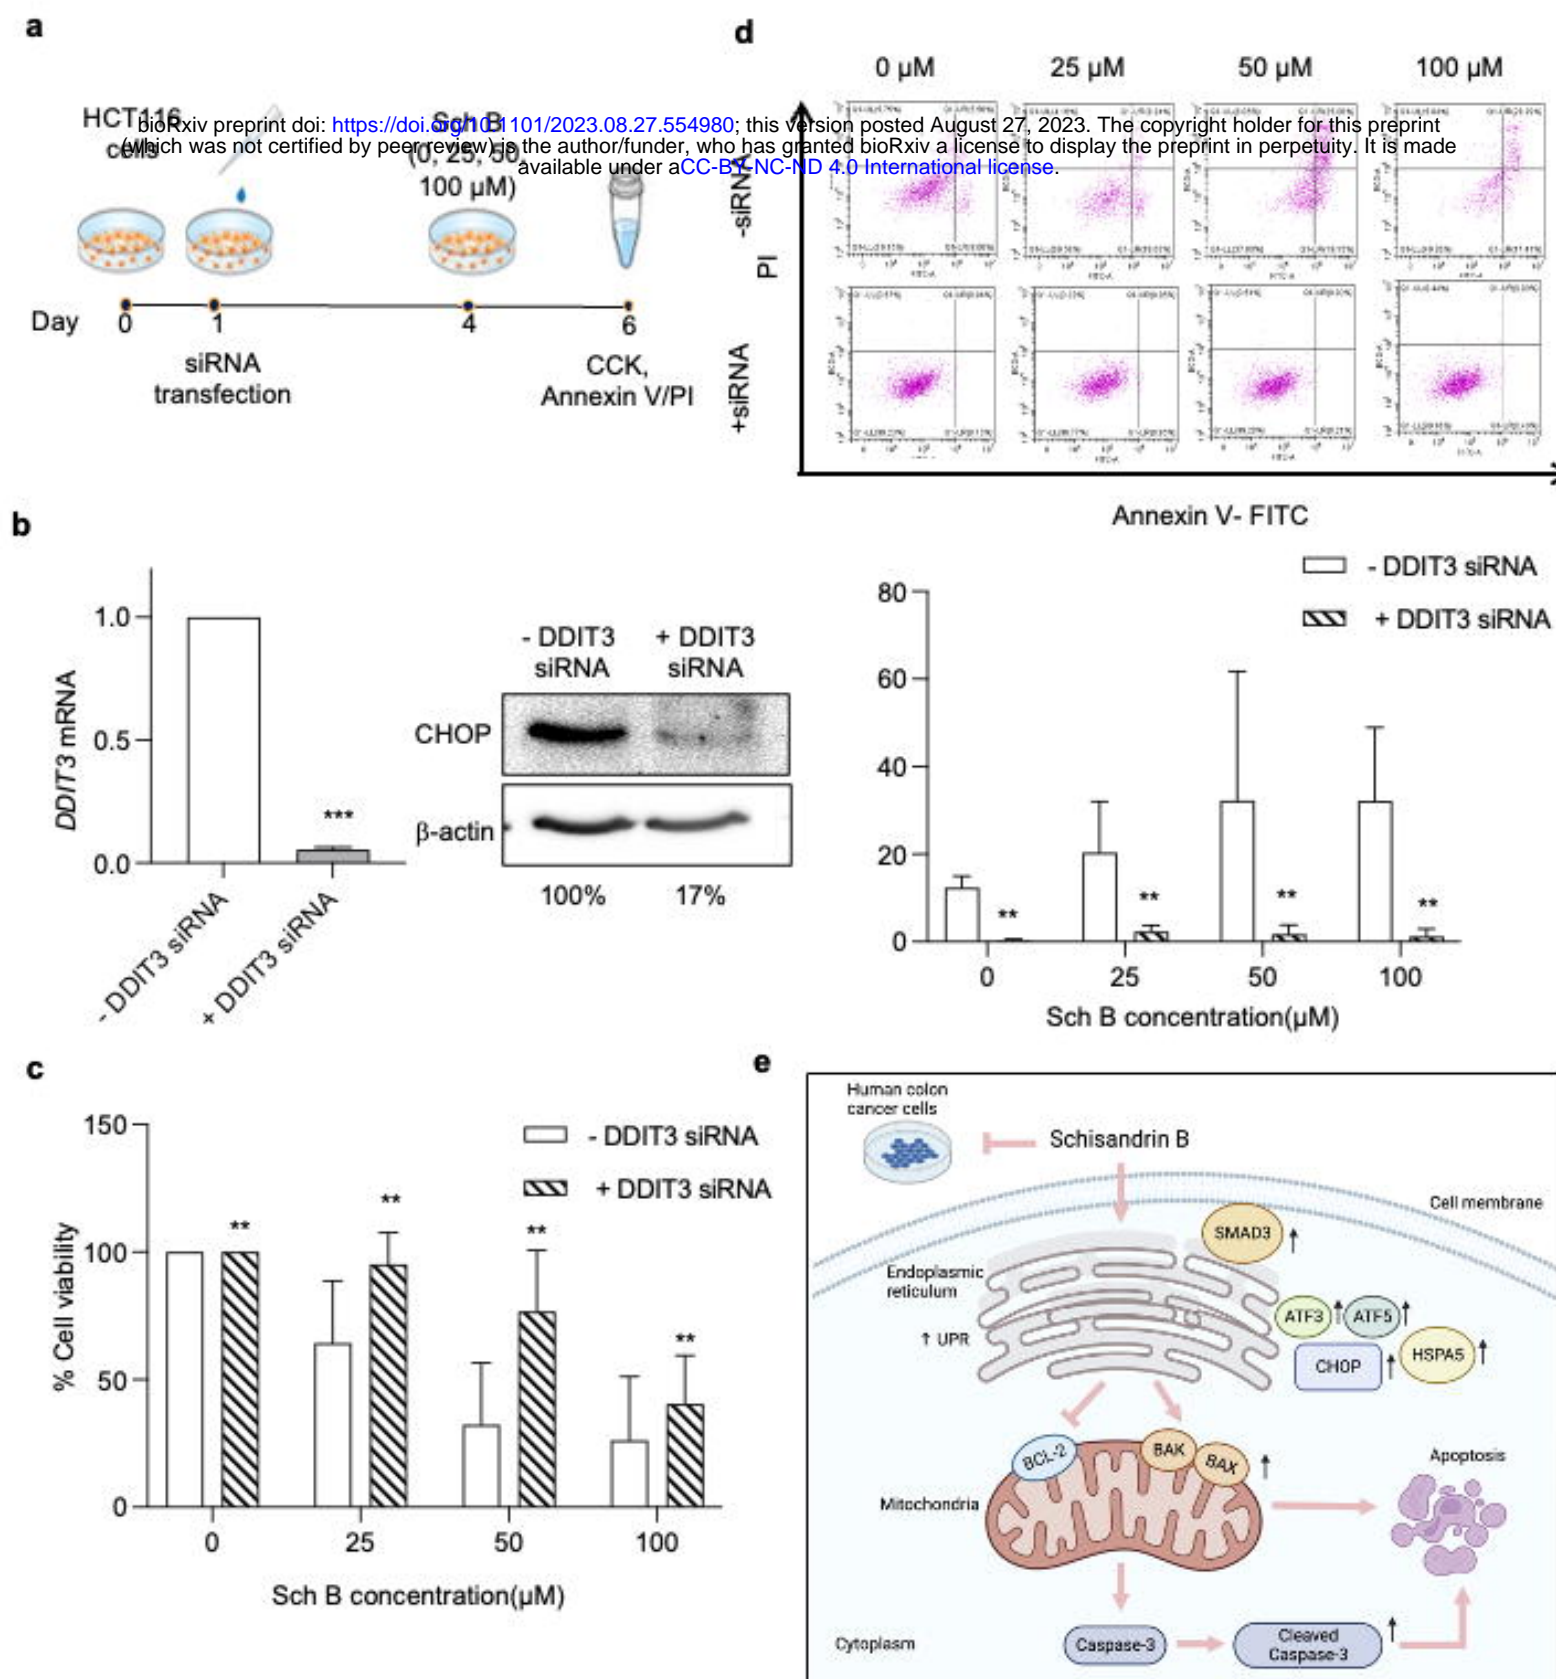 a
HCT116
cells
Sch B
(0, 25, 50,
100 µM)
bioRxiv preprint doi: https://doi.org/10.1101/2023.08.27.554980; this version posted August 27, 2023. The copyright holder for this preprint
(which was not certified by peer review) is the author/funder, who has granted bioRxiv a license to display the preprint in perpetuity. It is made
available under aCC-BY-NC-ND 4.0 International license.
Day 0 1 4 6
siRNA
transfection
CCK,
Annexin V/PI
d
0 µM 25 µM 50 µM 100 µM
-siRNA
+siRNA
PI
Annexin V- FITC
- DDIT3 siRNA
+ DDIT3 siRNA
80
60
40
20
0
** ** ** **
0 25 50 100
Sch B concentration(µM)
b
DDIT3 mRNA
1.0
0.5
0.0
***
- DDIT3 siRNA
+ DDIT3 siRNA
- DDIT3
siRNA
+ DDIT3
siRNA
CHOP
β-actin
100% 17%
c
% Cell viability
150
100
50
0
- DDIT3 siRNA
+ DDIT3 siRNA
** ** ** **
0 25 50 100
Sch B concentration(µM)
e
Human colon
cancer cells
Schisandrin B
Cell membrane
SMAD3
Endoplasmic
reticulum
↑ UPR
ATF3
ATF5
CHOP
HSPA5
BCL-2
BAK
BAX
Mitochondria
Apoptosis
Cytoplasm
Caspase-3
Cleaved
Caspase-3